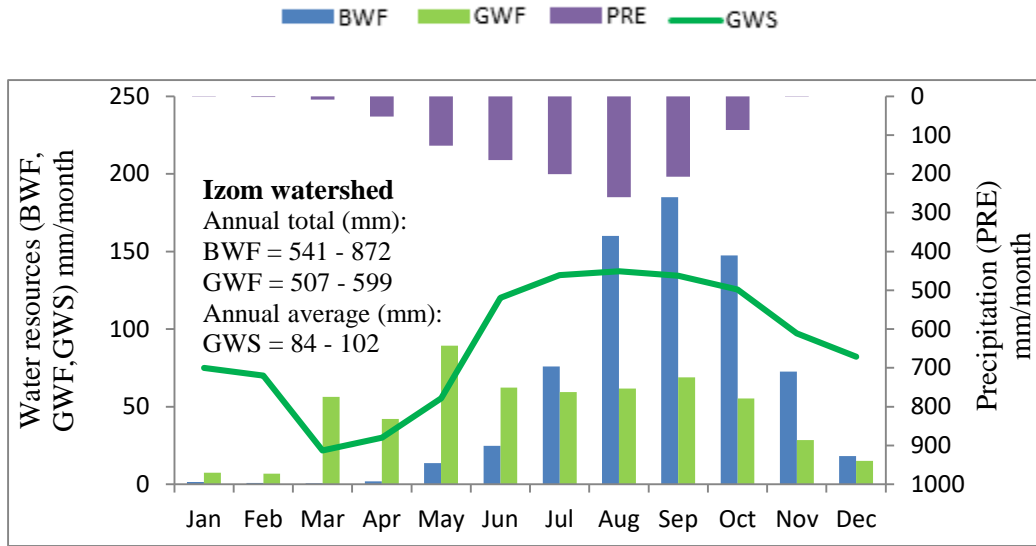 BWF GWF PRE GWS
Water resources (BWF,
GWF,GWS) mm/month
250
200
150
100
50
0
Izom watershed
Annual total (mm):
BWF = 541 - 872
GWF = 507 - 599
Annual average (mm):
GWS = 84 - 102
0
100
200
300
400
500
600
700
800
900
1000
Precipitation (PRE)
mm/month
Jan Feb Mar Apr May Jun Jul Aug Sep Oct Nov Dec